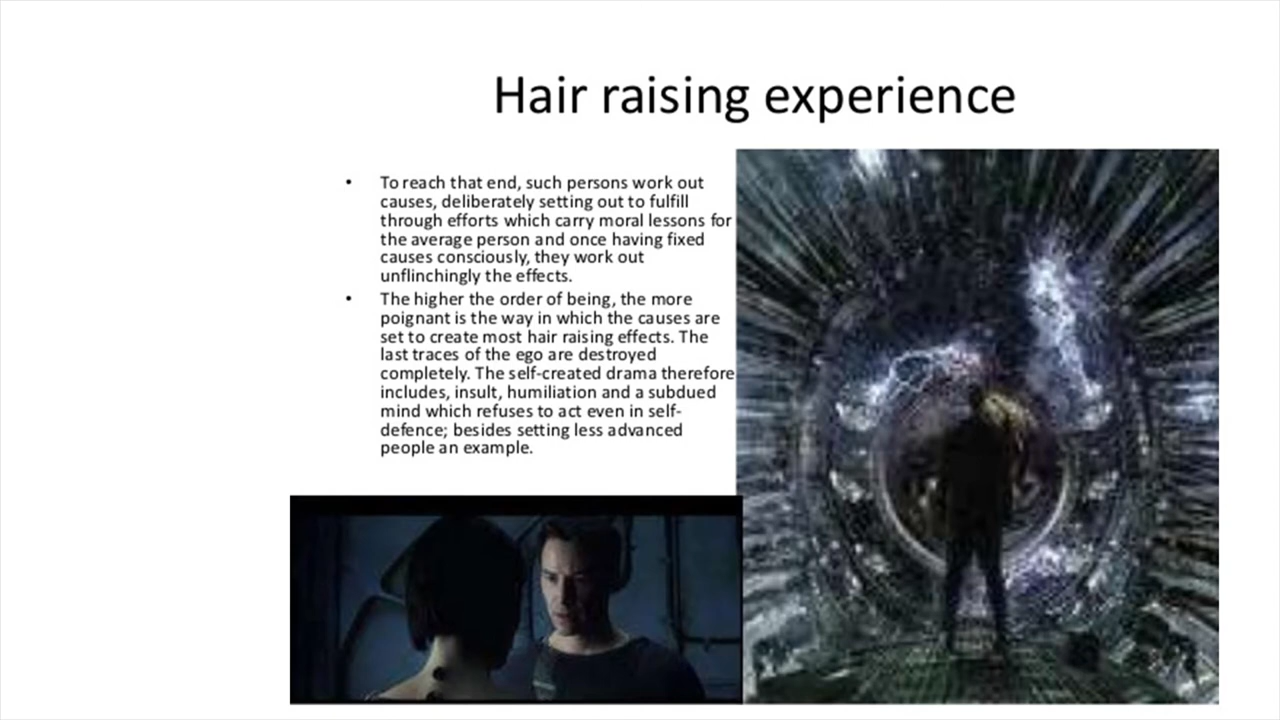 Hair raising experience
• To reach that end, such persons work out
causes, deliberately setting out to fulfill
through efforts which carry moral lessons for
the average person and once having fixed
causes consciously, they work out
unflinchingly the effects.
• The higher the order of being, the more
poignant is the way in which the causes are
set to create most hair raising effects. The
last traces of the ego are destroyed
completely. The self-created drama therefore
includes, insult, humiliation and a subdued
mind which refuses to act even in self-
defence; besides setting less advanced
people an example.